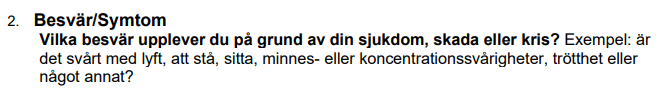 2. Besvär/Symtom
Vilka besvär upplever du på grund av din sjukdom, skada eller kris? Exempel: är
det svårt med lyft, att stå, sitta, minnes- eller koncentrationssvårigheter, trötthet eller
något annat?